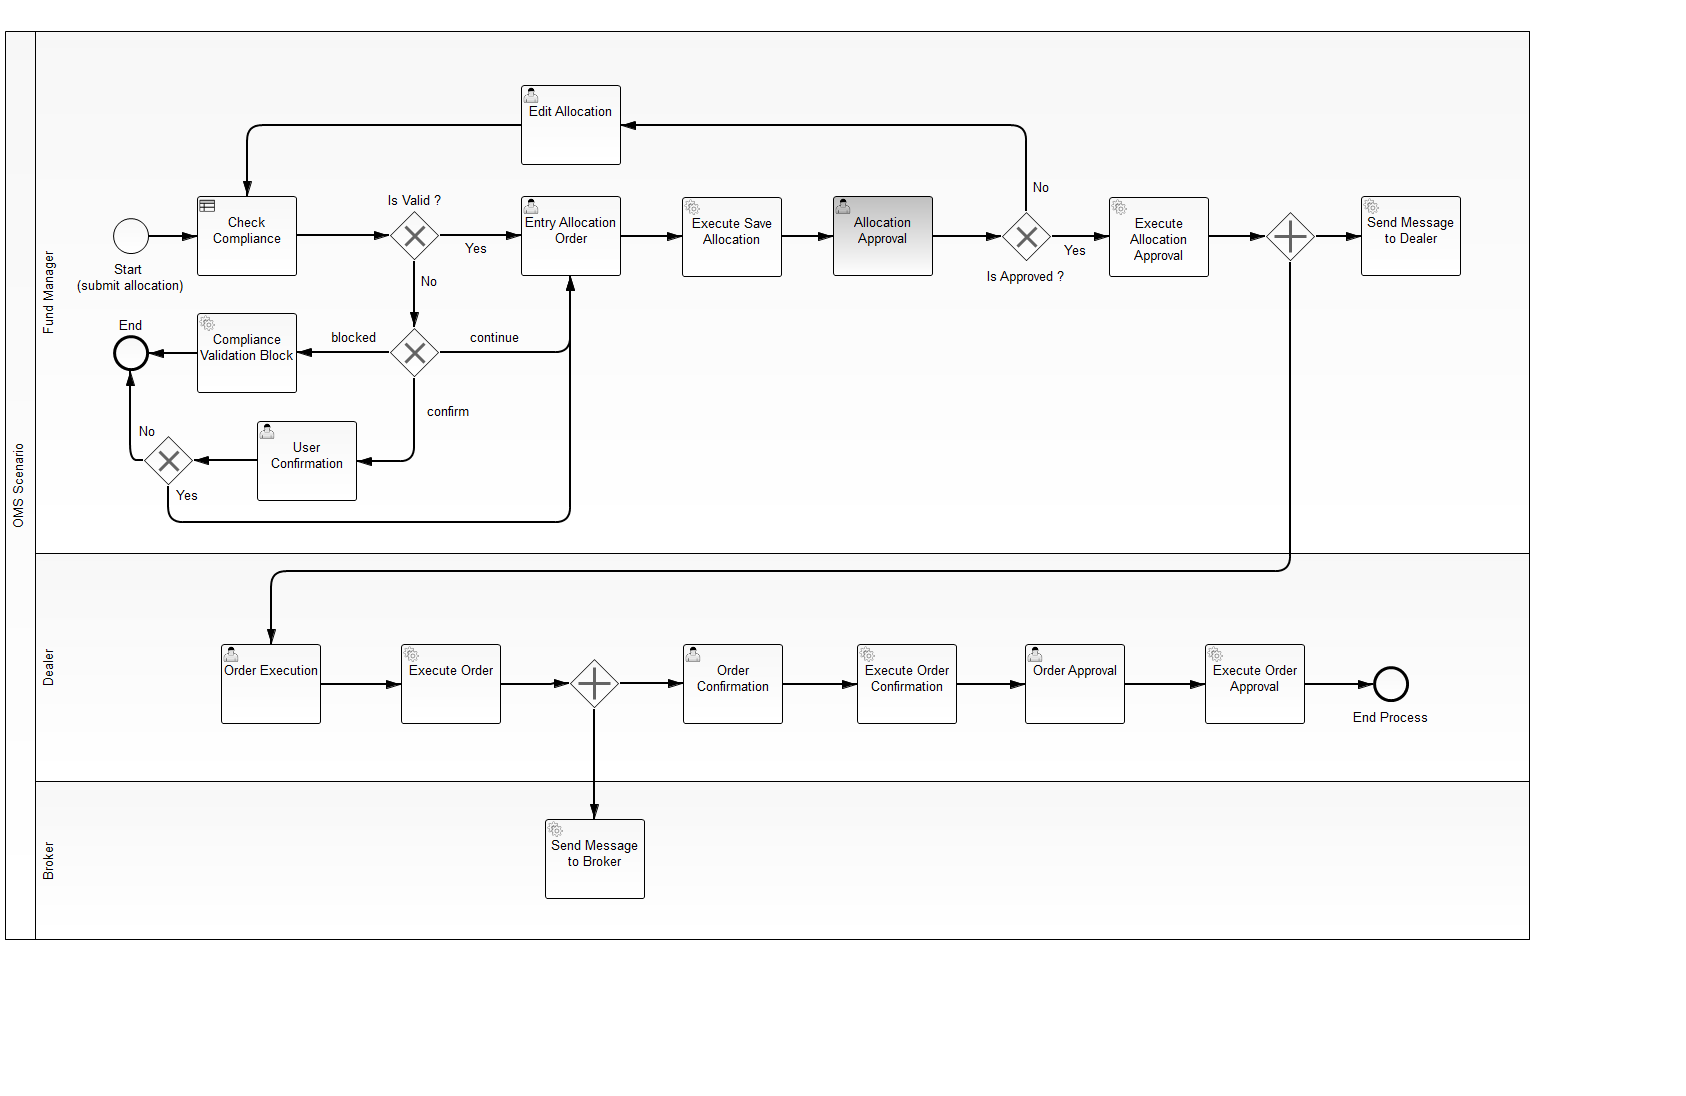 OMS Scenario
Fund Manager
Edit Allocation
No
Is Valid ?
Check
Compliance
Yes
Entry Allocation
Order
Execute Save
Allocation
Allocation
Approval
Is Approved ?
Yes
Execute
Allocation
Approval
Send Message
to Dealer
Start
(submit allocation)
No
End
Compliance
Validation Block
blocked
continue
confirm
No
User
Confirmation
Yes
Dealer
Order Execution
Execute Order
Order
Confirmation
Execute Order
Confirmation
Order Approval
Execute Order
Approval
End Process
Broker
Send Message
to Broker